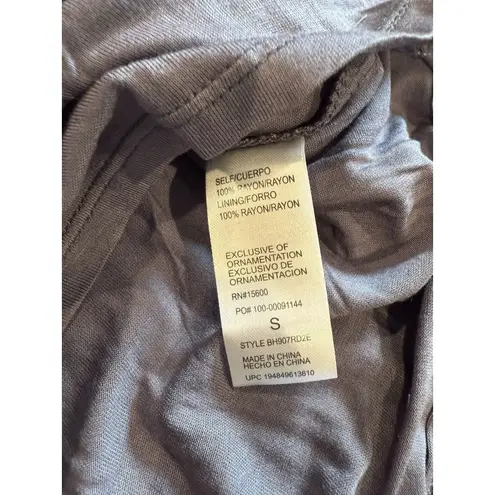 SELF/CUERPO
100% RAYON/RAYON
LINING/FORRO
100% RAYON/RAYON
EXCLUSIVE OF
ORNAMENTATION
EXCLUSIVO DE
ORNAMENTACION
RN#15600
PO# 100-00091144
S
STYLE BH907RD2E
MADE IN CHINA
HECHO EN CHINA
UPC 194849613810